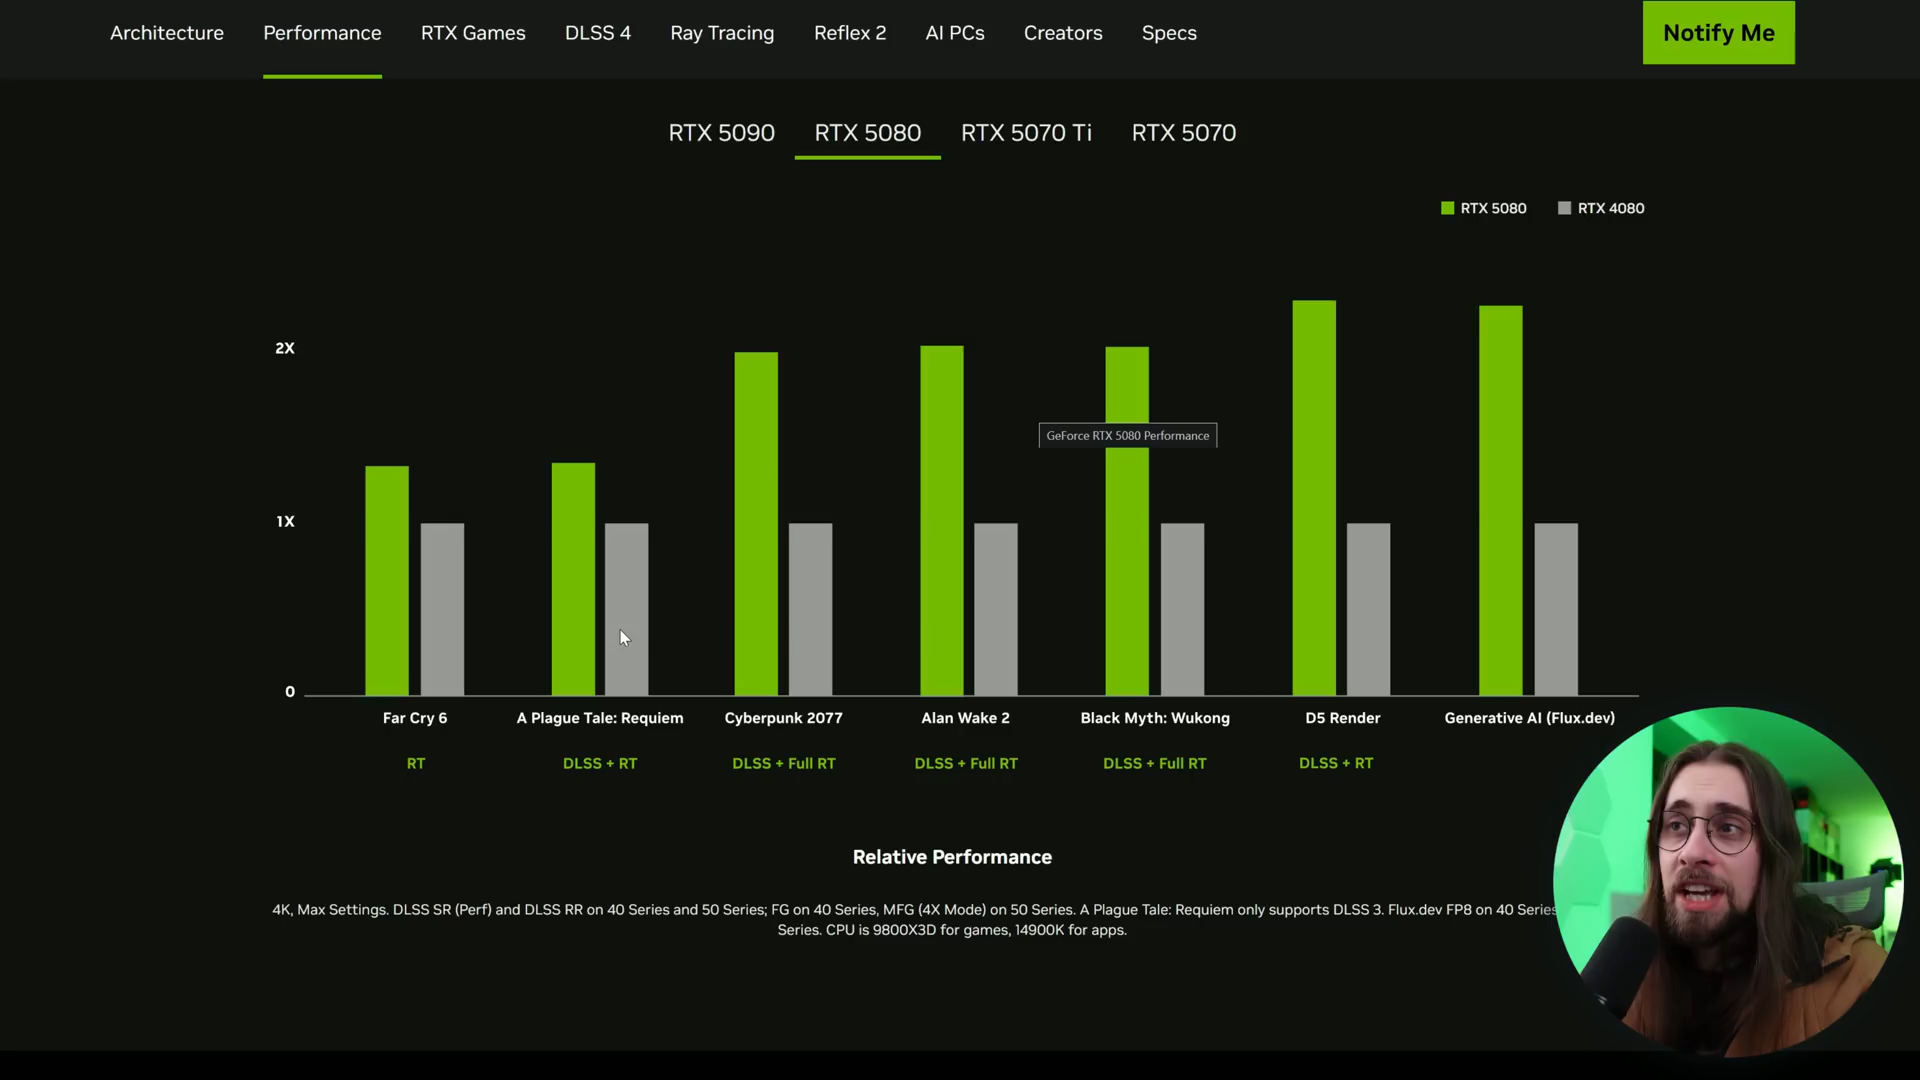 Architecture Performance RTX Games DLSS 4 Ray Tracing Reflex 2 AI PCs Creators Specs Notify Me
RTX 5090 RTX 5080 RTX 5070 Ti RTX 5070
RTX 5080 RTX 4080
2X
GeForce RTX 5080 Performance
1X
0
Far Cry 6 A Plague Tale: Requiem Cyberpunk 2077 Alan Wake 2 Black Myth: Wukong D5 Render Generative AI (Flux.dev)
RT DLSS + RT DLSS + Full RT DLSS + Full RT DLSS + Full RT DLSS + RT
Relative Performance
4K, Max Settings. DLSS SR (Perf) and DLSS RR on 40 Series and 50 Series; FG on 40 Series, MFG (4X Mode) on 50 Series. A Plague Tale: Requiem only supports DLSS 3. Flux.dev FP8 on 40 Series
Series. CPU is 9800X3D for games, 14900K for apps.